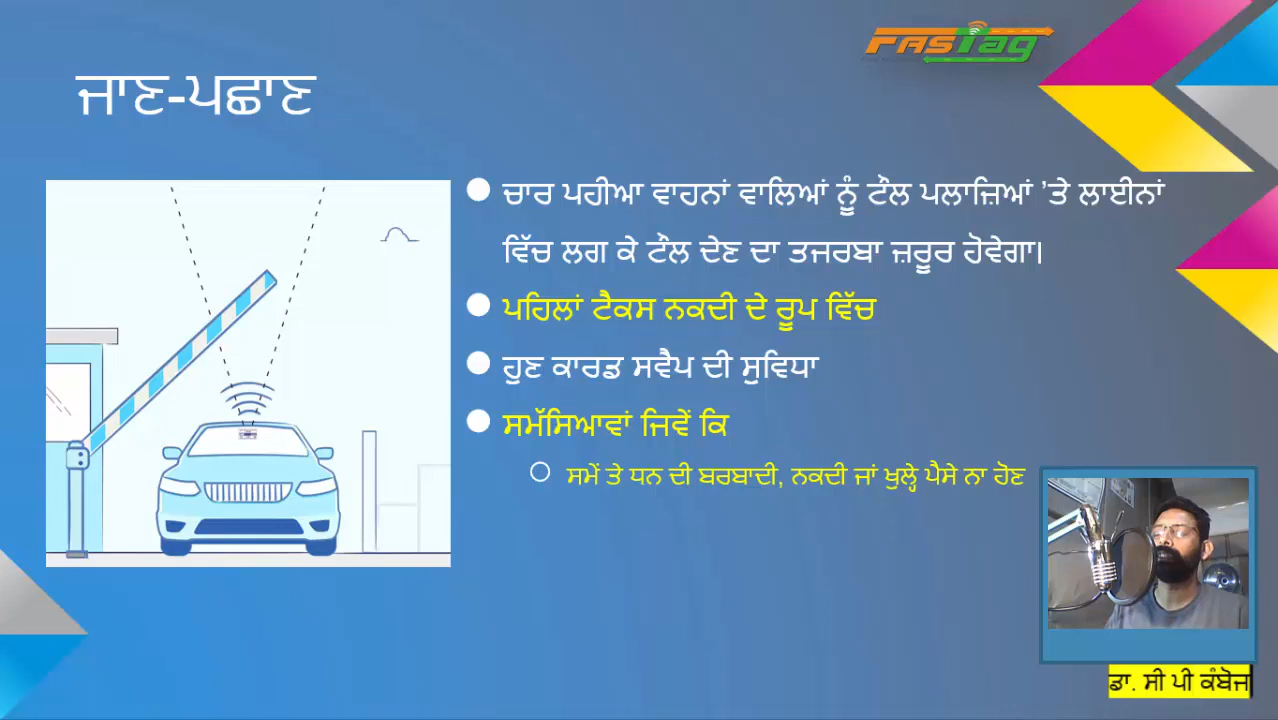 FASTag
ਜਾਣ-ਪਛਾਣ
ਚਾਰ ਪਹੀਆ ਵਾਹਨਾਂ ਵਾਲਿਆਂ ਨੂੰ ਟੌਲ ਪਲਾਜ਼ਿਆਂ ’ਤੇ ਲਾਈਨਾਂ
ਵਿੱਚ ਲਗ ਕੇ ਟੌਲ ਦੇਣ ਦਾ ਤਜਰਬਾ ਜ਼ਰੂਰ ਹੋਵੇਗਾ।
ਪਹਿਲਾਂ ਟੈਕਸ ਨਕਦੀ ਦੇ ਰੂਪ ਵਿੱਚ
ਹੁਣ ਕਾਰਡ ਸਵੈਪ ਦੀ ਸੁਵਿਧਾ
ਸਮੱਸਿਆਵਾਂ ਜਿਵੇਂ ਕਿ
ਸਮੇਂ ਤੇ ਧਨ ਦੀ ਬਰਬਾਦੀ, ਨਕਦੀ ਜਾਂ ਖੁਲ੍ਹੇ ਪੈਸੇ ਨਾ ਹੋਣ
ਡਾ. ਸੀ ਪੀ ਕੰਬੋਜ